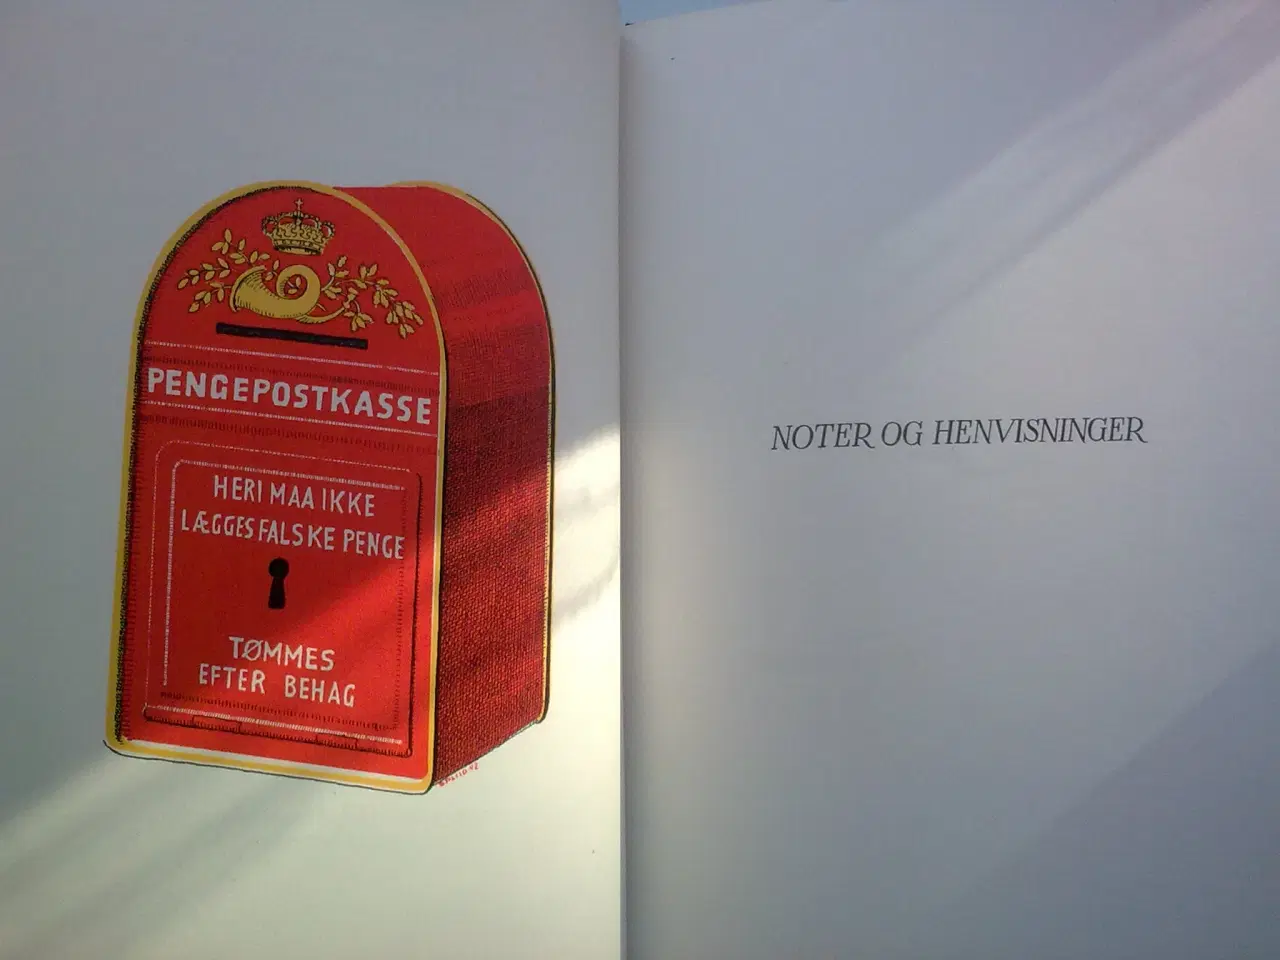 PENGEPOSTKASSE
HERI MAA IKKE
LÆGGES FALSKE PENGE
TØMMES
EFTER BEHAG
NOTER OG HENVISNINGER